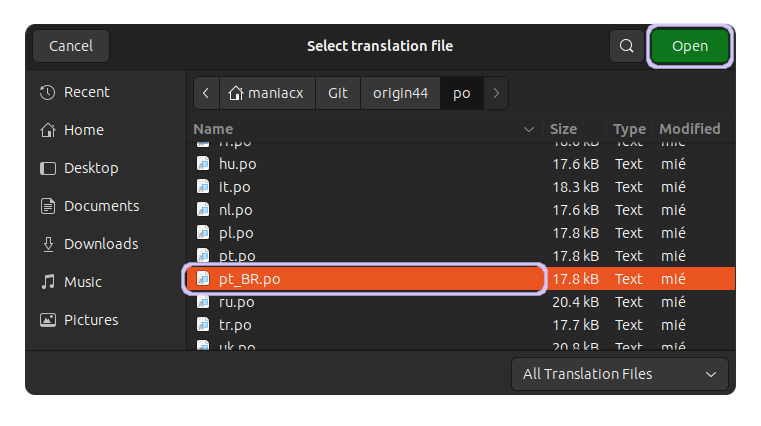 Cancel
Select translation file
Open
Recent
Home
Desktop
Documents
Downloads
Music
Pictures
maniacx Git origin44 po
Name Size Type Modified
hu.po 17.6 kB Text mié
it.po 18.3 kB Text mié
nl.po 17.6 kB Text mié
pl.po 17.8 kB Text mié
pt.po 17.8 kB Text mié
pt_BR.po 17.8 kB Text mié
ru.po 20.4 kB Text mié
tr.po 17.7 kB Text mié
uk.po 20.8 kB Text mié
All Translation Files